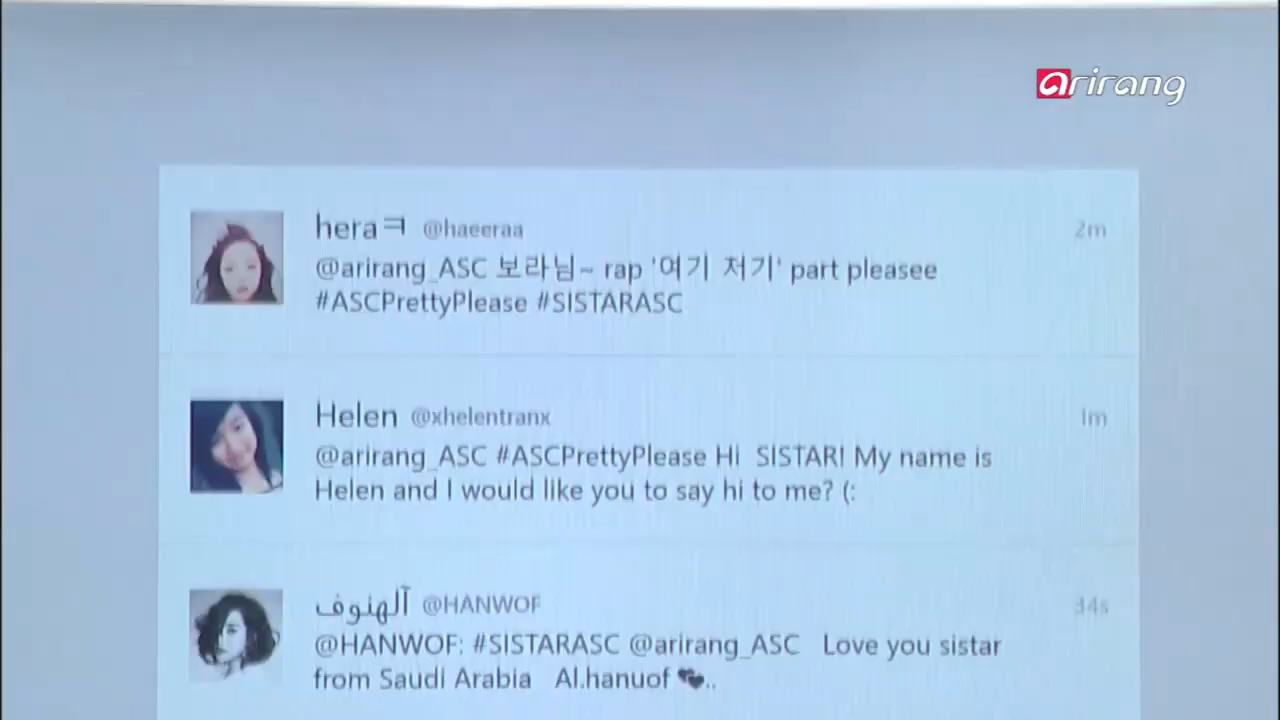 arirang
heraㅋ @haeeraa 2m
@arirang_ASC 보라님~ rap '여기 저기' part pleasee
#ASCPrettyPlease #SISTARASC
Helen @xhelentranx 1m
@arirang_ASC #ASCPrettyPlease Hi SISTAR! My name is
Helen and I would like you to say hi to me? (:
آلهنوف @HANWOF 34s
@HANWOF: #SISTARASC @arirang_ASC Love you sistar
from Saudi Arabia Al.hanuof 💕..